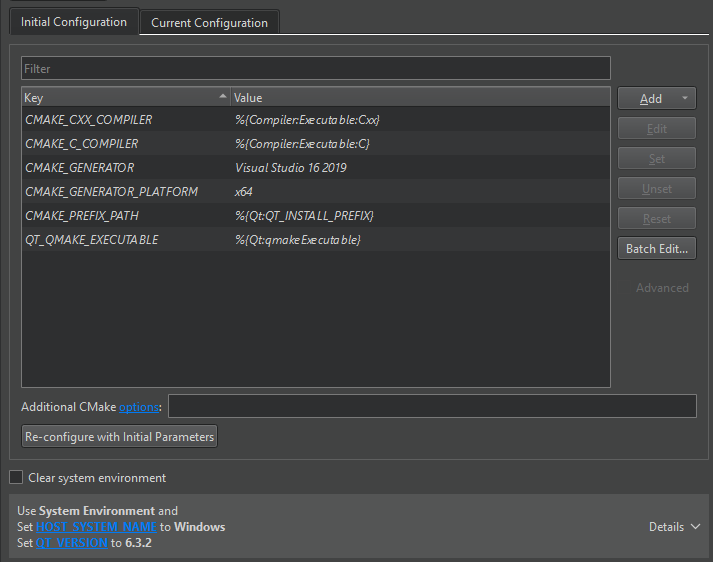 Initial Configuration
Current Configuration
Filter
Key Value
CMAKE_CXX_COMPILER %{Compiler:Executable:Cxx}
CMAKE_C_COMPILER %{Compiler:Executable:C}
CMAKE_GENERATOR Visual Studio 16 2019
CMAKE_GENERATOR_PLATFORM x64
CMAKE_PREFIX_PATH %{Qt:QT_INSTALL_PREFIX}
QT_QMAKE_EXECUTABLE %{Qt:qmakeExecutable}
Add
Edit
Set
Unset
Reset
Batch Edit...
Advanced
Additional CMake options:
Re-configure with Initial Parameters
Clear system environment
Use System Environment and
Set HOST_SYSTEM_NAME to Windows
Set QT_VERSION to 6.3.2
Details